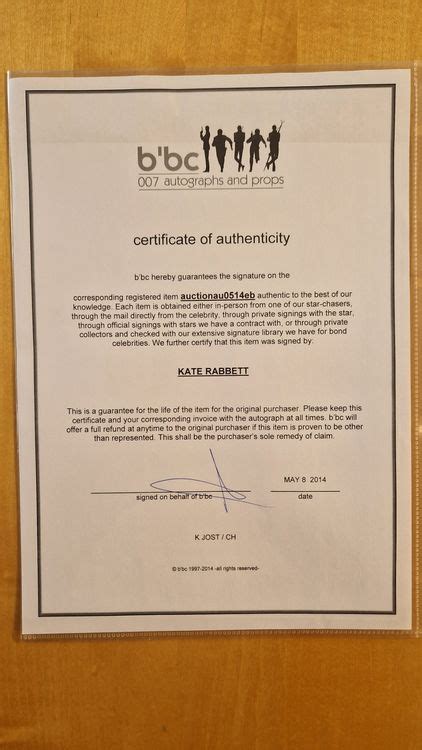 b'bc
007 autographs and props
certificate of authenticity
b'bc hereby guarantees the signature on the
corresponding registered item auctionau0514eb authentic to the best of our
knowledge. Each item is obtained either in-person from one of our star-chasers,
through the mail directly from the celebrity, through private signings with the star,
through official signings with stars we have a contract with, or through private
collectors and checked with our extensive signature library we have for bond
celebrities. We further certify that this item was signed by:
KATE RABBETT
This is a guarantee for the life of the item for the original purchaser. Please keep this
certificate and your corresponding invoice with the autograph at all times. b'bc will
offer a full refund at anytime to the original purchaser if this item is proven to be other
than represented. This shall be the purchaser's sole remedy of claim.
MAY 8 2014
signed on behalf of b'bc date
K JOST / CH
© b'bc 1997-2014 -all rights reserved-